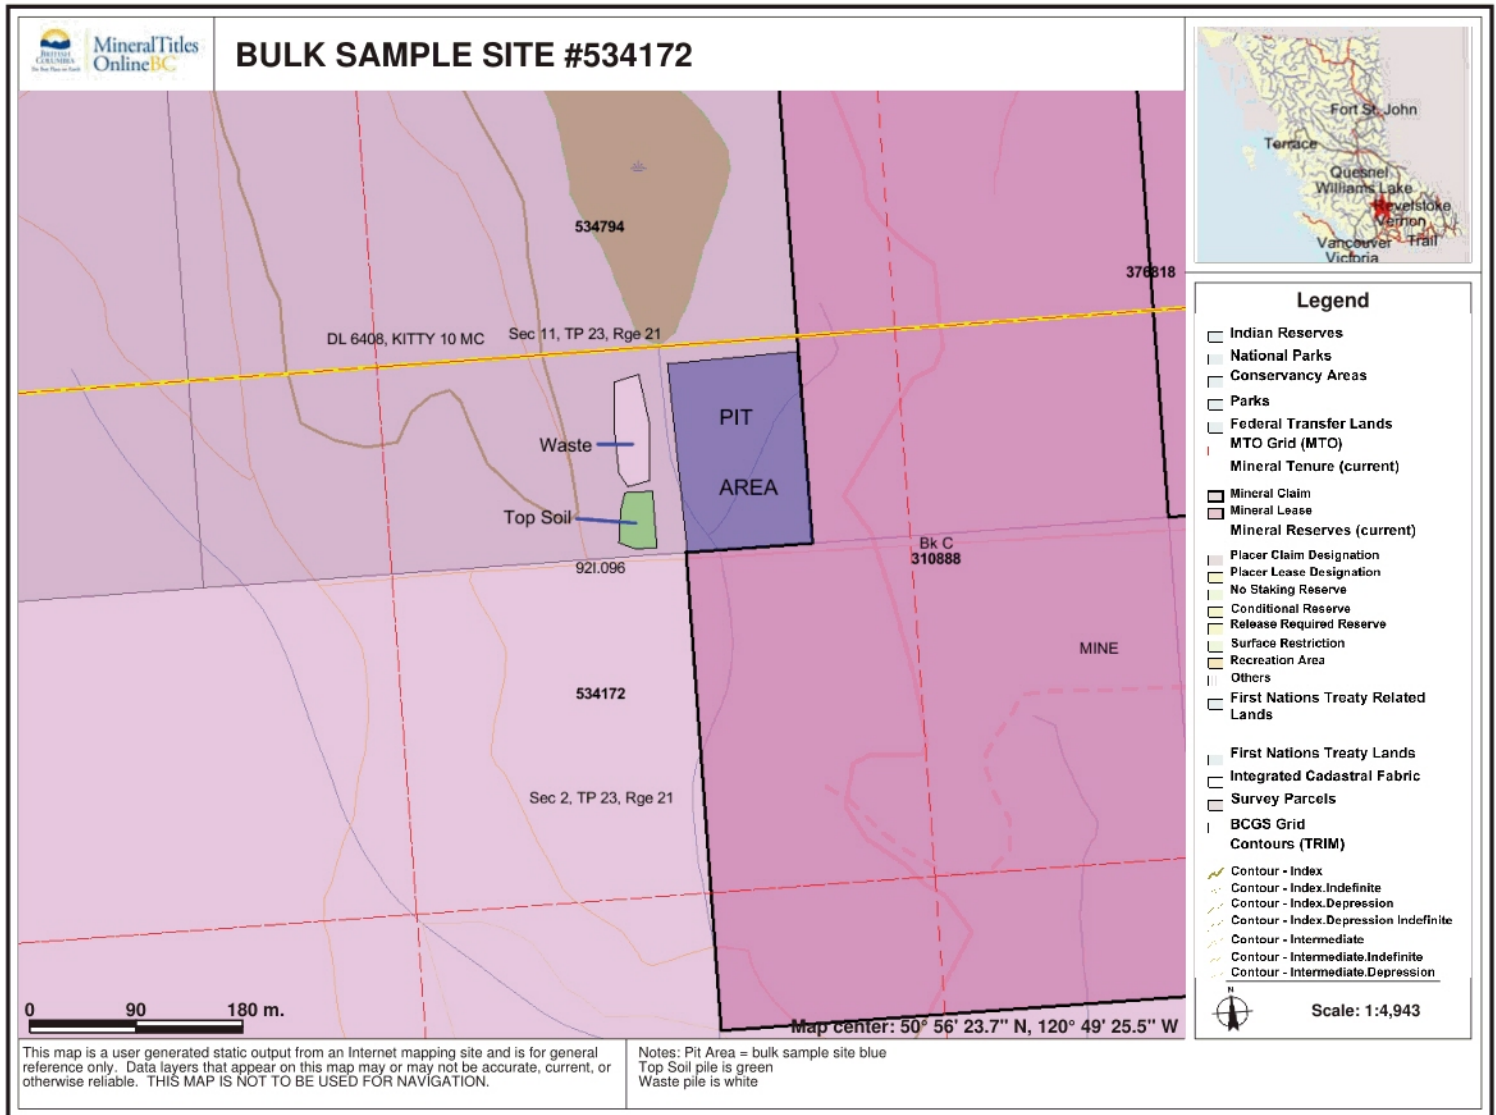 BRITISH
COLUMBIA
The Best Place on Earth
MineralTitles
OnlineBC
BULK SAMPLE SITE #534172
Fort St. John
Terrace
Quesnel
Williams Lake
Revelstoke
Vernon
Vancouver Trail
Victoria
534794
376818
DL 6408, KITTY 10 MC
Sec 11, TP 23, Rge 21
Waste
PIT
AREA
Top Soil
Bk C
310888
92I.096
MINE
534172
Sec 2, TP 23, Rge 21
0 90 180 m.
Map center: 50° 56' 23.7" N, 120° 49' 25.5" W
Legend
Indian Reserves
National Parks
Conservancy Areas
Parks
Federal Transfer Lands
MTO Grid (MTO)
Mineral Tenure (current)
Mineral Claim
Mineral Lease
Mineral Reserves (current)
Placer Claim Designation
Placer Lease Designation
No Staking Reserve
Conditional Reserve
Release Required Reserve
Surface Restriction
Recreation Area
Others
First Nations Treaty Related
Lands
First Nations Treaty Lands
Integrated Cadastral Fabric
Survey Parcels
BCGS Grid
Contours (TRIM)
Contour - Index
Contour - Index.Indefinite
Contour - Index.Depression
Contour - Index.Depression Indefinite
Contour - Intermediate
Contour - Intermediate.Indefinite
Contour - Intermediate.Depression
N
Scale: 1:4,943
This map is a user generated static output from an Internet mapping site and is for general
reference only. Data layers that appear on this map may or may not be accurate, current, or
otherwise reliable. THIS MAP IS NOT TO BE USED FOR NAVIGATION.
Notes: Pit Area = bulk sample site blue
Top Soil pile is green
Waste pile is white